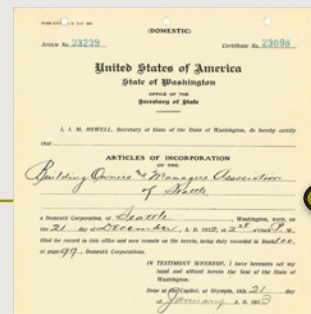 (DOMESTIC)
Article No. 33239 Certificate No. 23098
United States of America
State of Washington
OFFICE OF THE
Secretary of State
I, I. M. HOWELL, Secretary of State of the State of Washington, do hereby certify
that
ARTICLES OF INCORPORATION
OF THE
Building Owners and Managers Association
of Seattle
a Domestic Corporation, of Seattle, Washington, were, on
the 21 day of December, A. D. 1912, at 2 o'clock P. M.,
filed for record in this office and now remain on file herein, being duly recorded in Book 100,
at page 99, Domestic Corporations.
IN TESTIMONY WHEREOF, I have hereunto set my
hand and affixed hereto the Seal of the State of
Washington.
Done at the Capitol, at Olympia, this 21 day
of January A. D. 1913